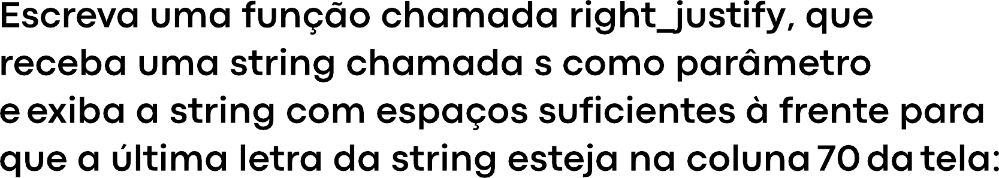 Escreva uma função chamada right_justify, que
receba uma string chamada s como parâmetro
e exiba a string com espaços suficientes à frente para
que a última letra da string esteja na coluna 70 da tela: